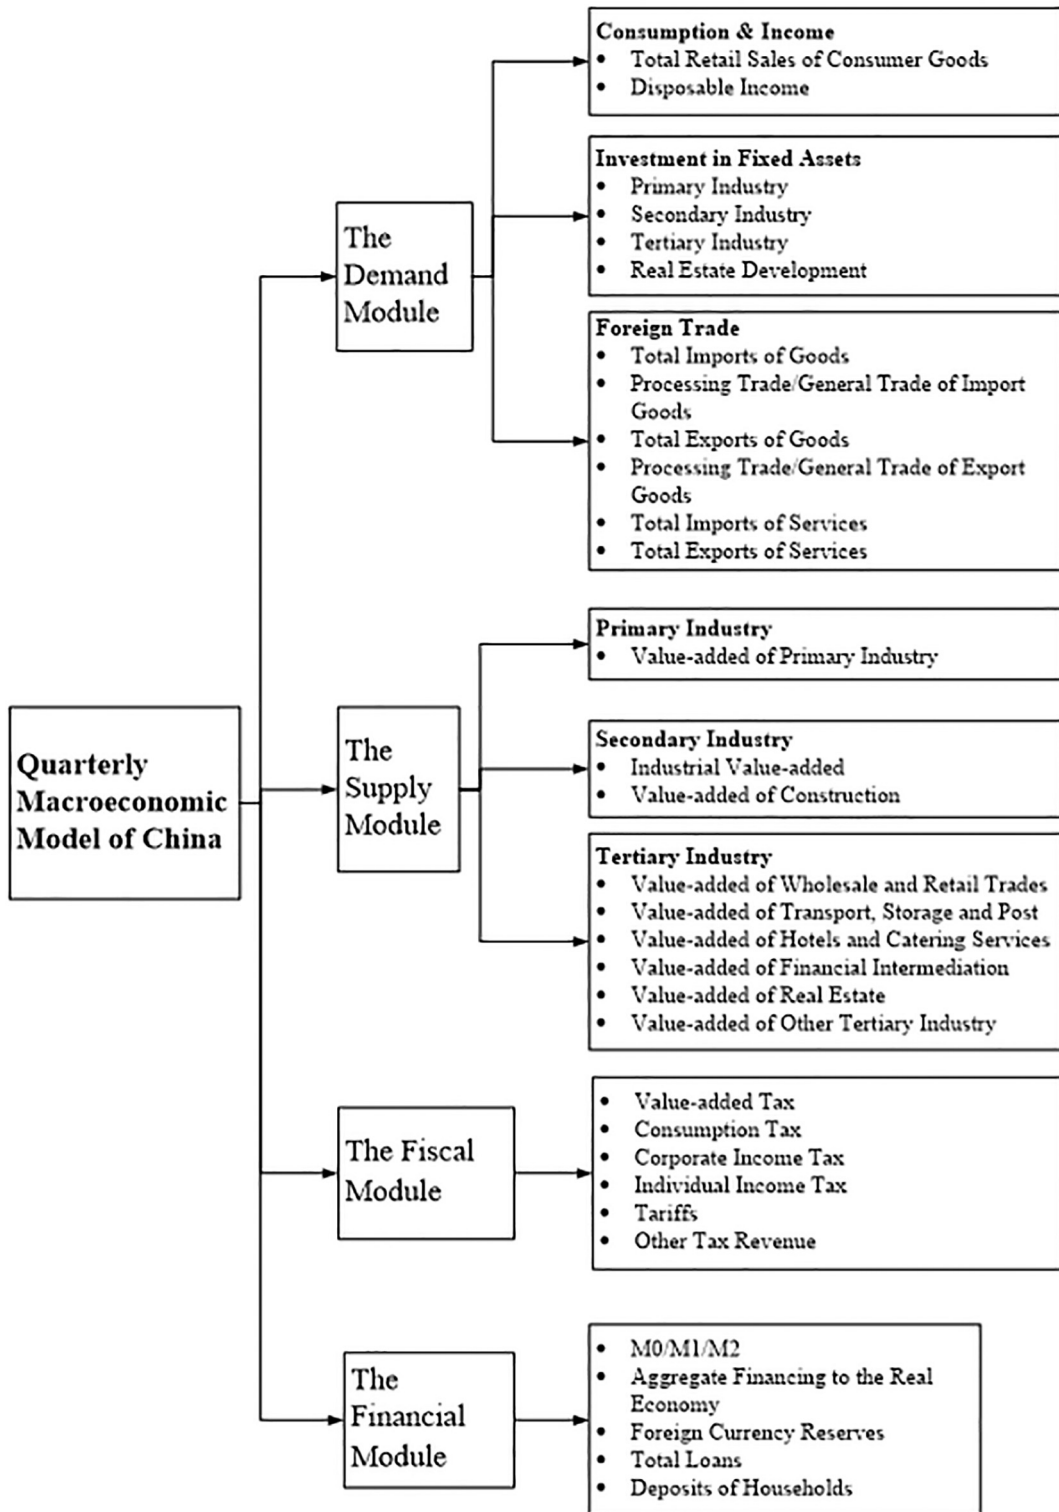 Consumption & Income
• Total Retail Sales of Consumer Goods
• Disposable Income
Investment in Fixed Assets
• Primary Industry
• Secondary Industry
• Tertiary Industry
• Real Estate Development
The
Demand
Module
Foreign Trade
• Total Imports of Goods
• Processing Trade/General Trade of Import
Goods
• Total Exports of Goods
• Processing Trade/General Trade of Export
Goods
• Total Imports of Services
• Total Exports of Services
Primary Industry
• Value-added of Primary Industry
Quarterly
Macroeconomic
Model of China
The
Supply
Module
Secondary Industry
• Industrial Value-added
• Value-added of Construction
Tertiary Industry
• Value-added of Wholesale and Retail Trades
• Value-added of Transport, Storage and Post
• Value-added of Hotels and Catering Services
• Value-added of Financial Intermediation
• Value-added of Real Estate
• Value-added of Other Tertiary Industry
The Fiscal
Module
• Value-added Tax
• Consumption Tax
• Corporate Income Tax
• Individual Income Tax
• Tariffs
• Other Tax Revenue
The
Financial
Module
• M0/M1/M2
• Aggregate Financing to the Real
Economy
• Foreign Currency Reserves
• Total Loans
• Deposits of Households